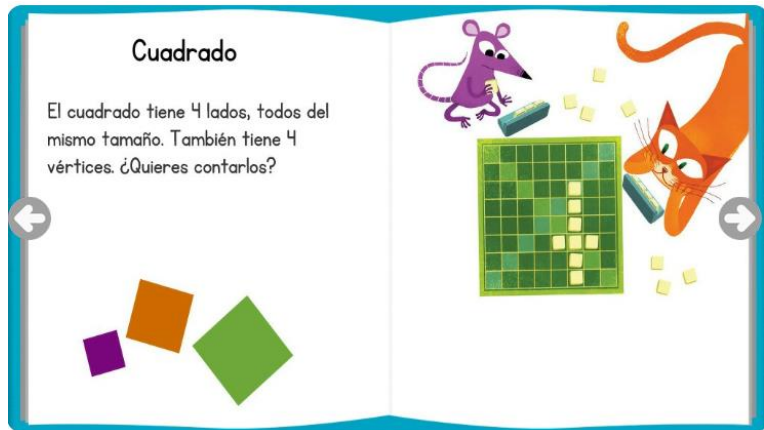 Cuadrado
El cuadrado tiene 4 lados, todos del
mismo tamaño. También tiene 4
vértices. ¿Quieres contarlos?